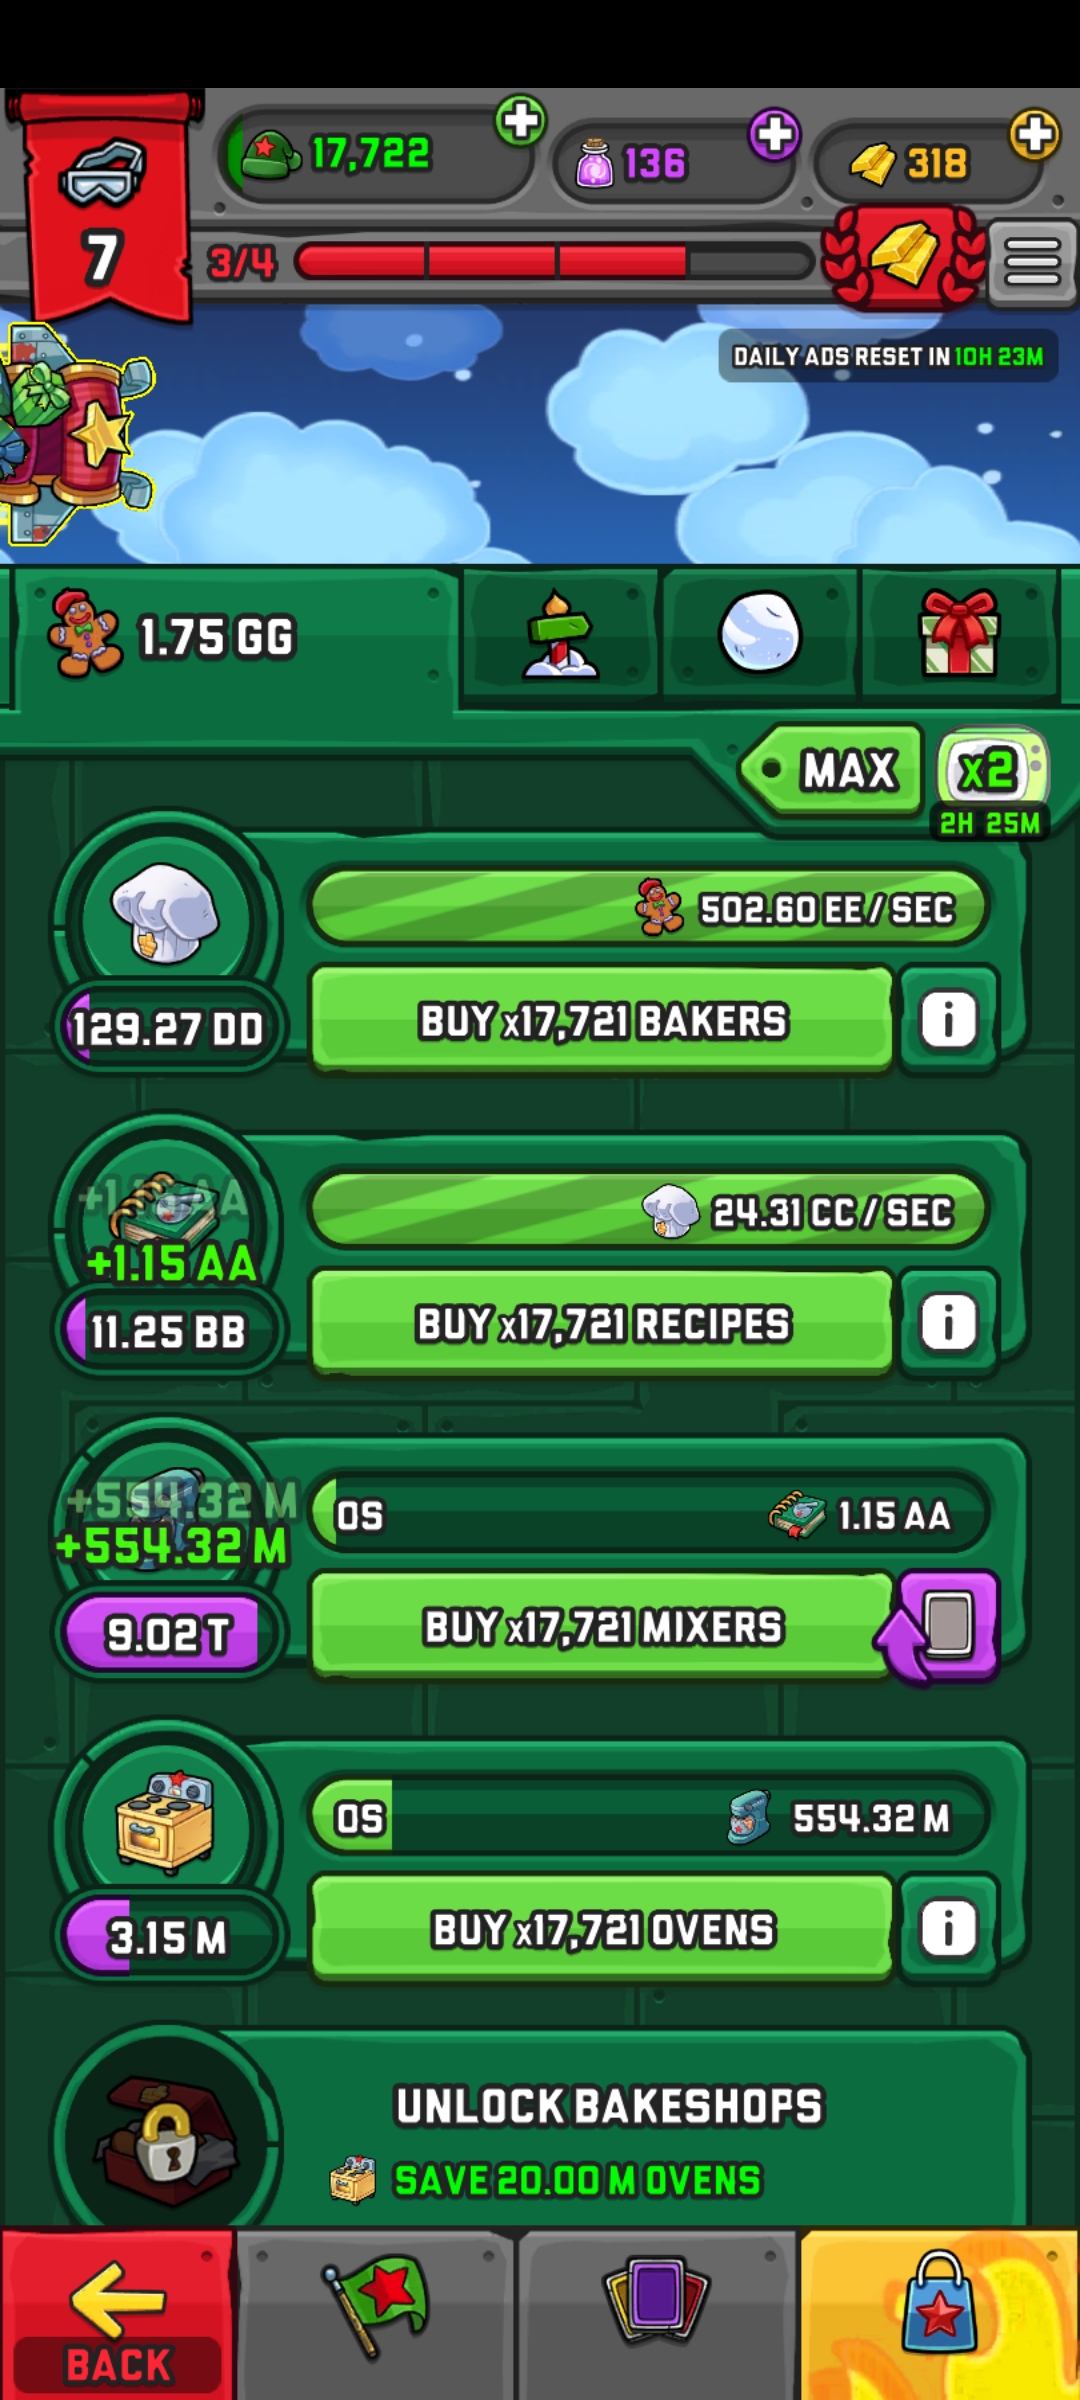 17,722
136
318
7
3/4
DAILY ADS RESET IN 10H 23M
1.75 GG
MAX
x2
2H 25M
502.60 EE / SEC
129.27 DD
BUY x17,721 BAKERS
i
24.31 CC / SEC
+1.15 AA
11.25 BB
BUY x17,721 RECIPES
i
+554.32 M
+554.32 M
0S
1.15 AA
9.02 T
BUY x17,721 MIXERS
0S
554.32 M
3.15 M
BUY x17,721 OVENS
i
UNLOCK BAKESHOPS
SAVE 20.00 M OVENS
BACK